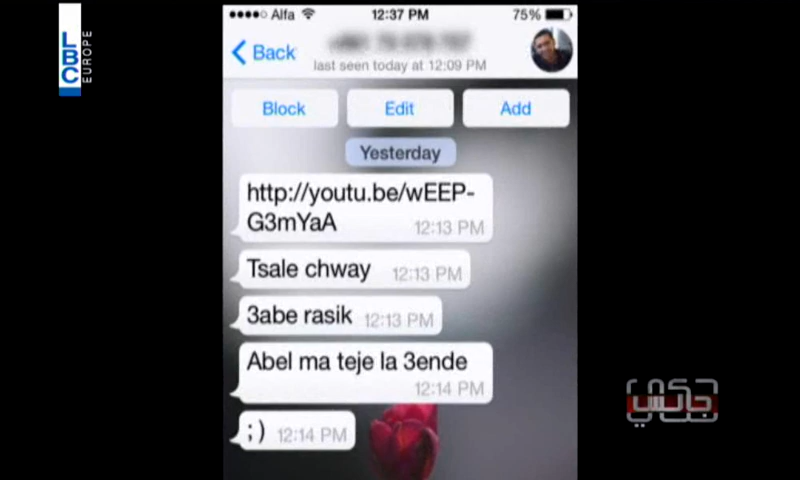 LBC
EUROPE
Alfa 12:37 PM 75%
Back
last seen today at 12:09 PM
Block Edit Add
Yesterday
http://youtu.be/wEEP-
G3mYaA 12:13 PM
Tsale chway 12:13 PM
3abe rasik 12:13 PM
Abel ma teje la 3ende
12:14 PM
;) 12:14 PM
حكي
جالس